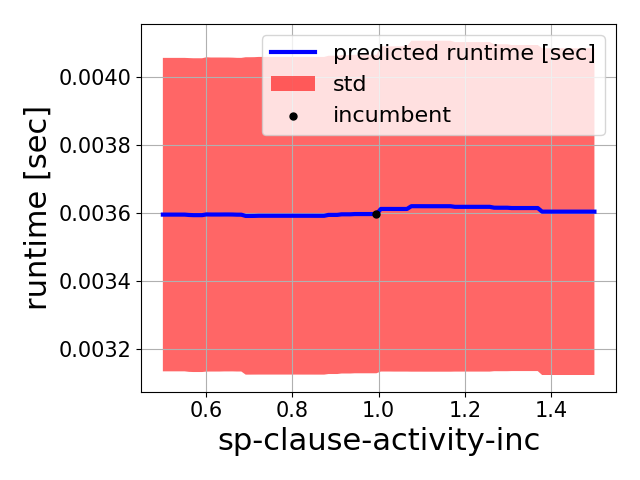 predicted runtime [sec]
std
incumbent
0.0040
0.0038
0.0036
0.0034
0.0032
runtime [sec]
0.6 0.8 1.0 1.2 1.4
sp-clause-activity-inc